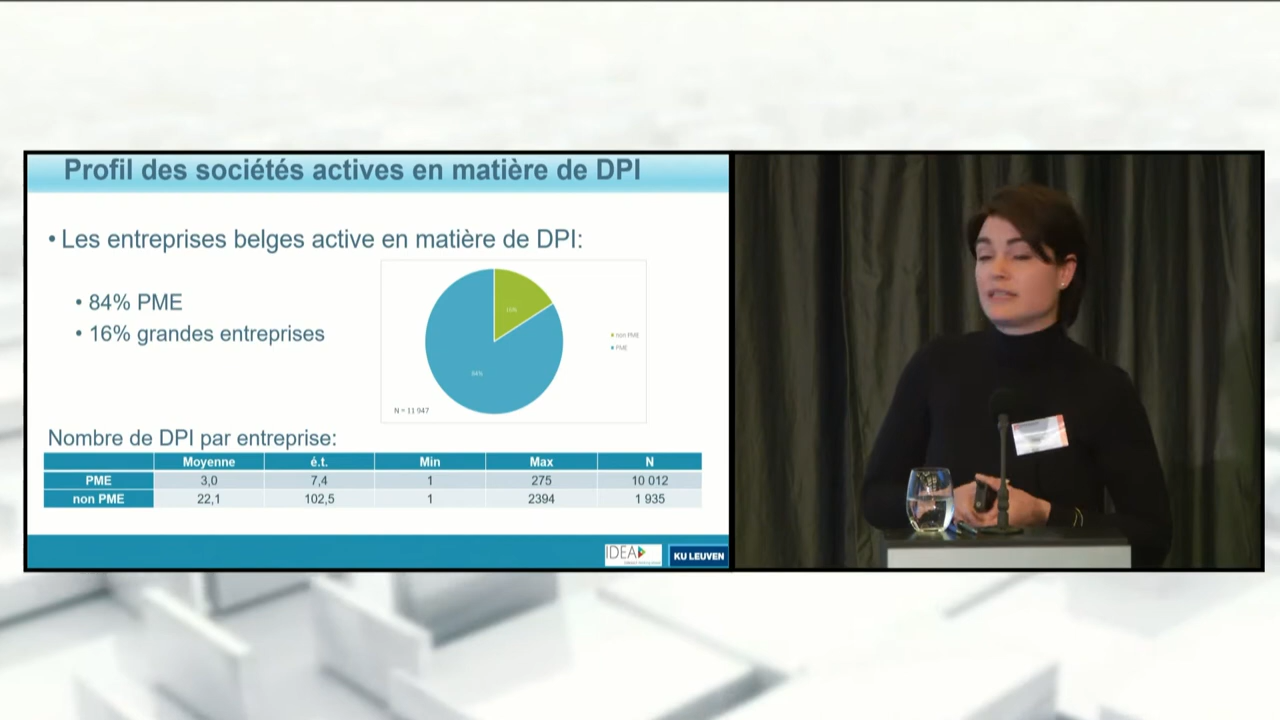 Profil des sociétés actives en matière de DPI
• Les entreprises belges active en matière de DPI:
• 84% PME
• 16% grandes entreprises
16%
84%
non PME
PME
N = 11 947
Nombre de DPI par entreprise:
Moyenne é.t. Min Max N
PME 3,0 7,4 1 275 10 012
non PME 22,1 102,5 1 2394 1 935
IDEA
KU LEUVEN